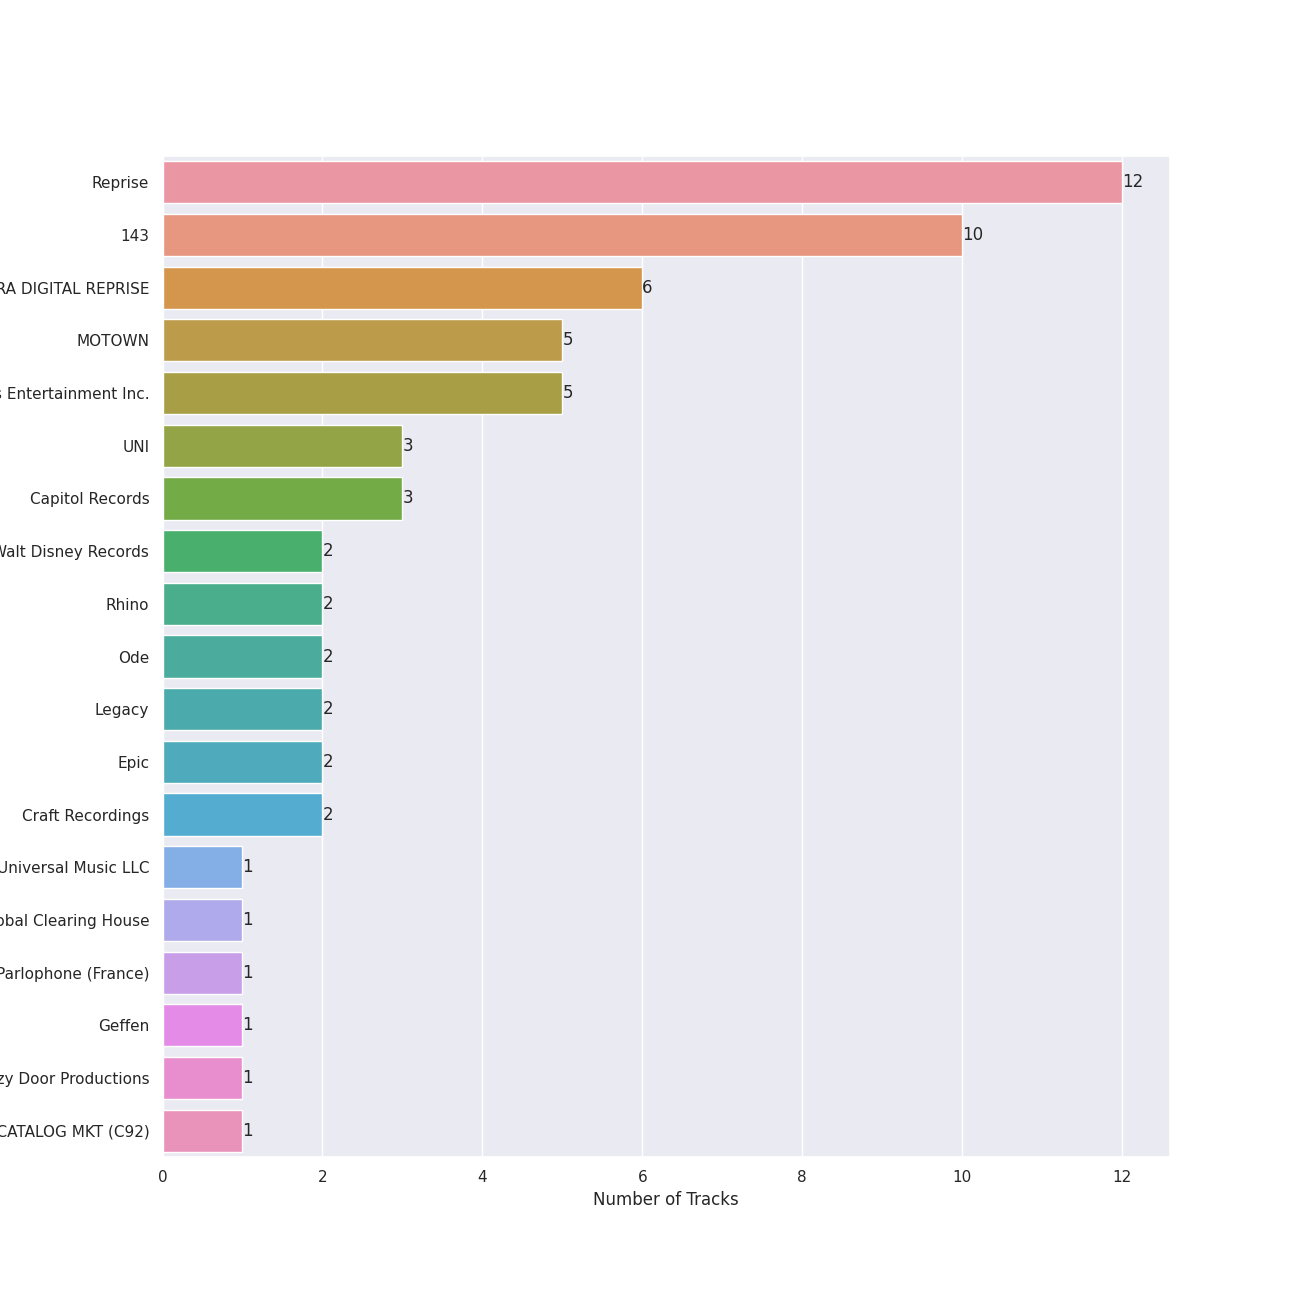 Reprise 12
143 10
DIGITAL REPRISE 6
MOTOWN 5
Entertainment Inc. 5
UNI 3
Capitol Records 3
Walt Disney Records 2
Rhino 2
Ode 2
Legacy 2
Epic 2
Craft Recordings 2
Universal Music LLC 1
Clearing House 1
Parlophone (France) 1
Geffen 1
Door Productions 1
CATALOG MKT (C92) 1
0 2 4 6 8 10 12
Number of Tracks